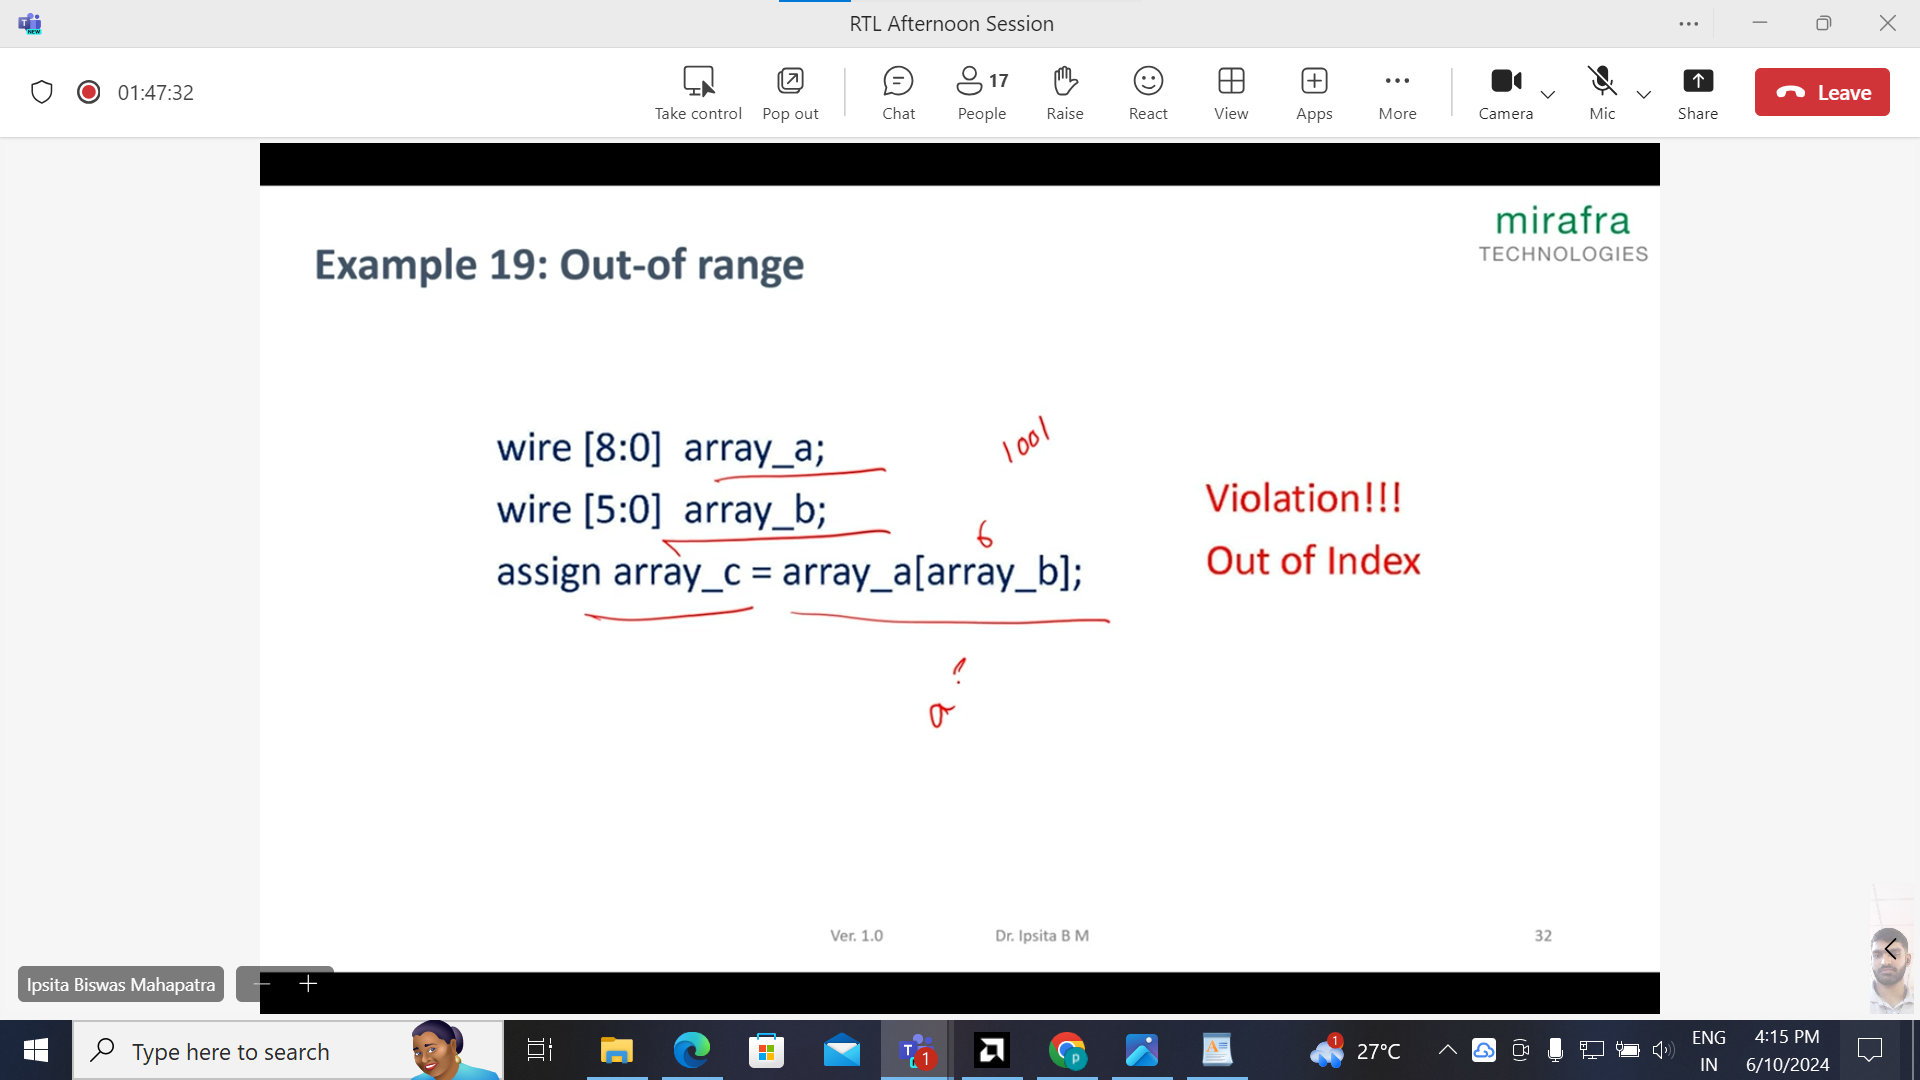 RTL Afternoon Session
01:47:32
Take control
Pop out
Chat
17
People
Raise
React
View
Apps
More
Camera
Mic
Share
Leave
mirafra
TECHNOLOGIES
Example 19: Out-of range
wire [8:0] array_a;
1001
wire [5:0] array_b;
6
assign array_c = array_a[array_b];
Violation!!!
Out of Index
?
a
Ver. 1.0
Dr. Ipsita B M
32
Ipsita Biswas Mahapatra
Type here to search
1
1
27°C
ENG
IN
4:15 PM
6/10/2024